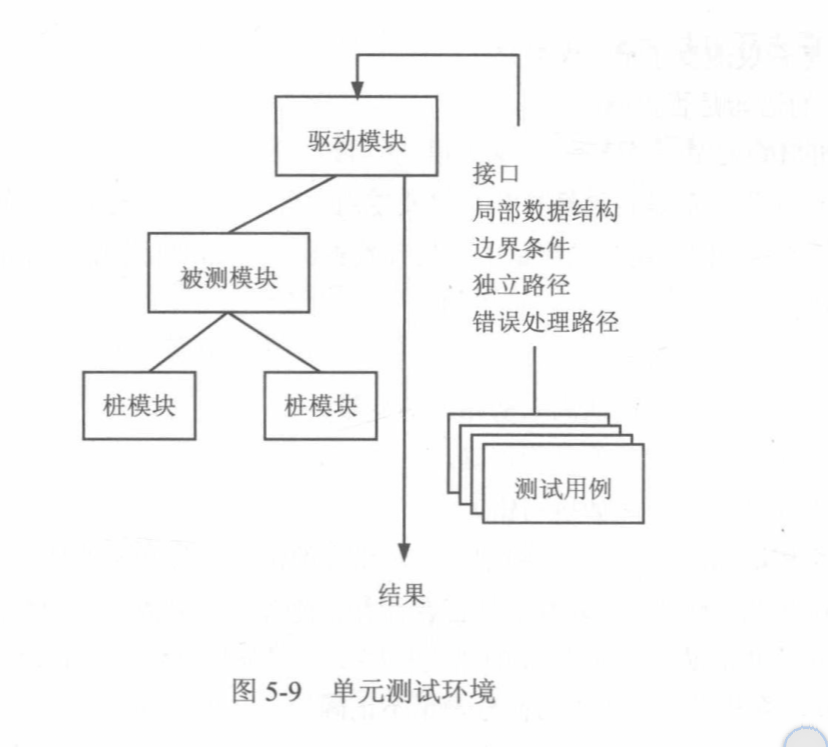 驱动模块
接口
局部数据结构
边界条件
独立路径
错误处理路径
被测模块
桩模块 桩模块
测试用例
结果
图 5-9 单元测试环境